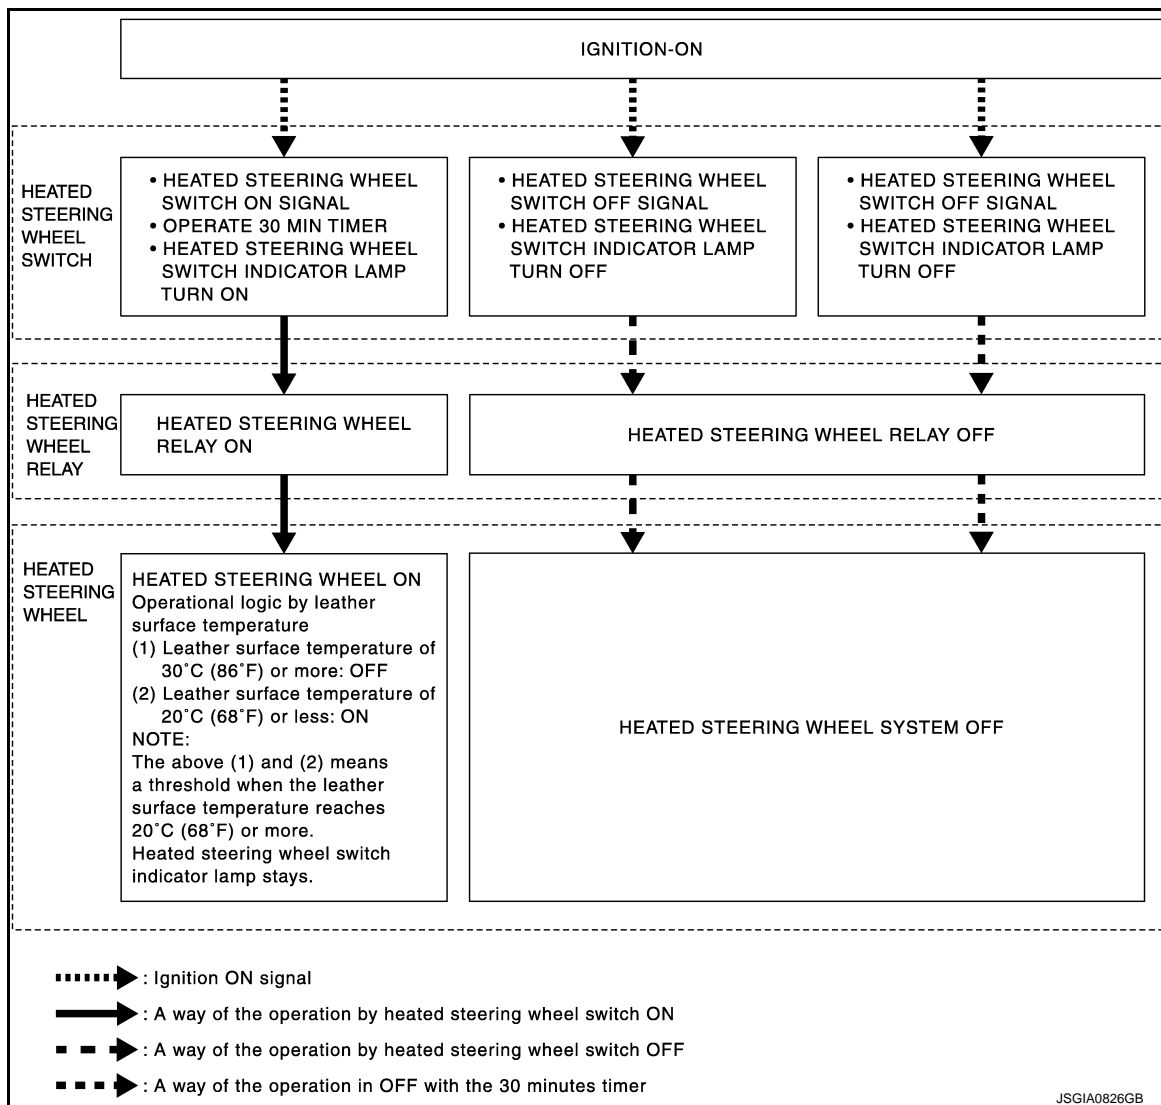 IGNITION-ON
HEATED
STEERING
WHEEL
SWITCH
• HEATED STEERING WHEEL
SWITCH ON SIGNAL
• OPERATE 30 MIN TIMER
• HEATED STEERING WHEEL
SWITCH INDICATOR LAMP
TURN ON
• HEATED STEERING WHEEL
SWITCH OFF SIGNAL
• HEATED STEERING WHEEL
SWITCH INDICATOR LAMP
TURN OFF
• HEATED STEERING WHEEL
SWITCH OFF SIGNAL
• HEATED STEERING WHEEL
SWITCH INDICATOR LAMP
TURN OFF
HEATED
STEERING
WHEEL
RELAY
HEATED STEERING WHEEL
RELAY ON
HEATED STEERING WHEEL RELAY OFF
HEATED
STEERING
WHEEL
HEATED STEERING WHEEL ON
Operational logic by leather
surface temperature
(1) Leather surface temperature of
30˚C (86˚F) or more: OFF
(2) Leather surface temperature of
20˚C (68˚F) or less: ON
NOTE:
The above (1) and (2) means
a threshold when the leather
surface temperature reaches
20˚C (68˚F) or more.
Heated steering wheel switch
indicator lamp stays.
HEATED STEERING WHEEL SYSTEM OFF
: Ignition ON signal
: A way of the operation by heated steering wheel switch ON
: A way of the operation by heated steering wheel switch OFF
: A way of the operation in OFF with the 30 minutes timer
JSGIA0826GB